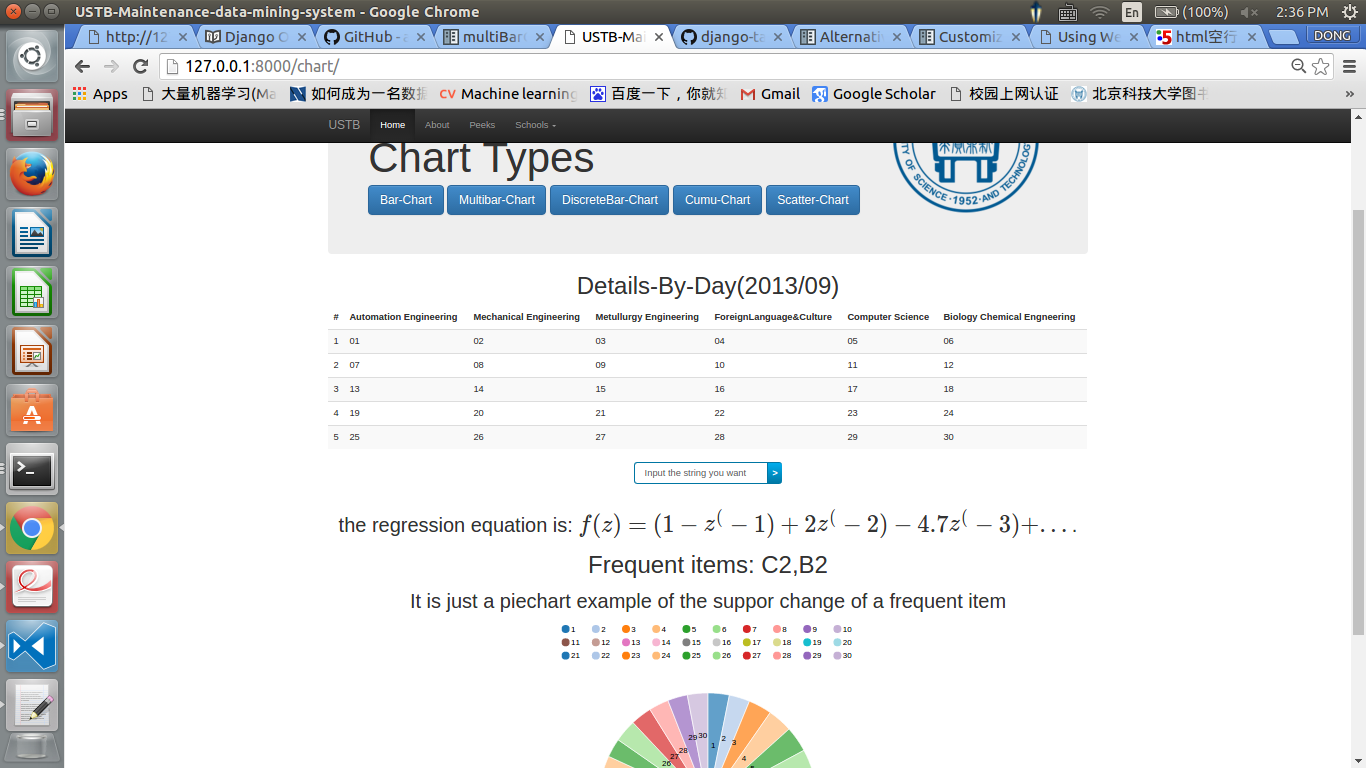 USTB-Maintenance-data-mining-system - Google Chrome
En (100%) 2:36 PM
http://12 Django O GitHub - a multiBarC USTB-Mai django-ta Alternativ Customiz Using We html空行 DONG
127.0.0.1:8000/chart/
Apps 大量机器学习(Ma 如何成为一名数据 Machine learning 百度一下，你就知 Gmail Google Scholar 校园上网认证 北京科技大学图书 »
USTB Home About Peeks Schools
Chart Types
TY OF SCIENCE ·1952· AND TECHNOLOGY
Bar-Chart Multibar-Chart DiscreteBar-Chart Cumu-Chart Scatter-Chart
Details-By-Day(2013/09)
# Automation Engineering Mechanical Engineering Metullurgy Engineering ForeignLanguage&Culture Computer Science Biology Chemical Engneering
1 01 02 03 04 05 06
2 07 08 09 10 11 12
3 13 14 15 16 17 18
4 19 20 21 22 23 24
5 25 26 27 28 29 30
Input the string you want >
the regression equation is: f(z) = (1 − z^( − 1) + 2z^( − 2) − 4.7z^( − 3)+. . . .
Frequent items: C2,B2
It is just a piechart example of the suppor change of a frequent item
1 2 3 4 5 6 7 8 9 10
11 12 13 14 15 16 17 18 19 20
21 22 23 24 25 26 27 28 29 30
26 27 28 29 30 1 2 3 4